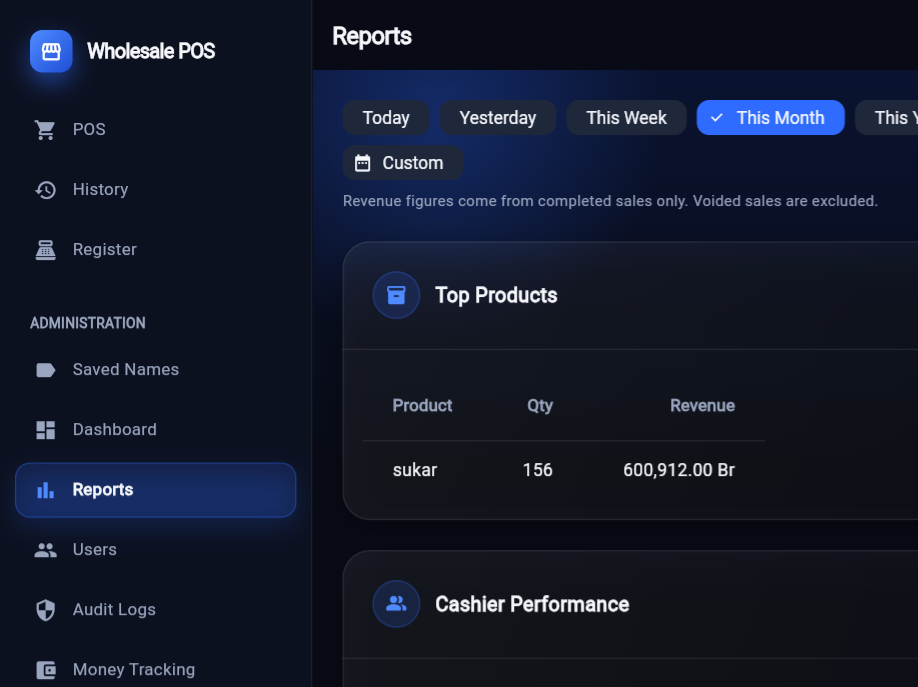 Wholesale POS
POS
History
Register
ADMINISTRATION
Saved Names
Dashboard
Reports
Users
Audit Logs
Money Tracking
Reports
Today Yesterday This Week This Month This Y
Custom
Revenue figures come from completed sales only. Voided sales are excluded.
Top Products
Product Qty Revenue
sukar 156 600,912.00 Br
Cashier Performance